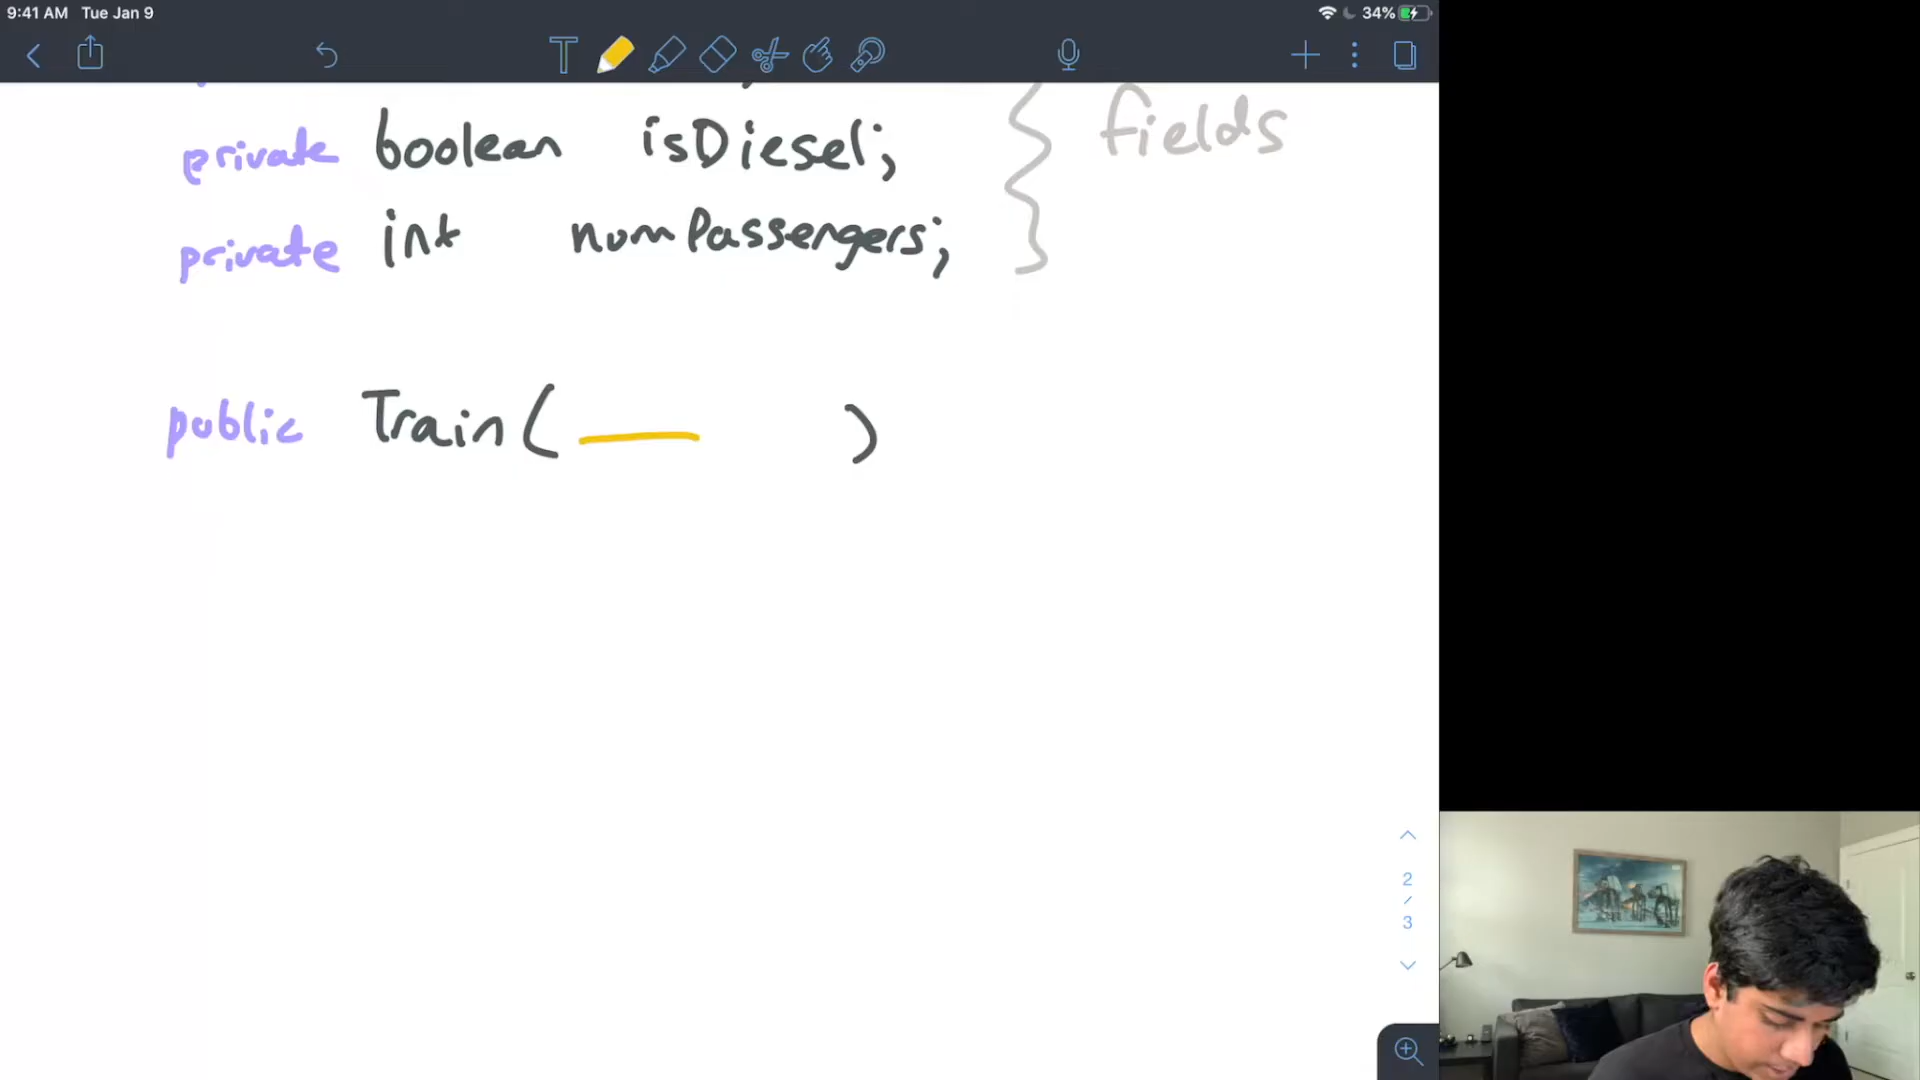 9:41 AM Tue Jan 9 34%
private boolean isDiesel; fields
private int numPassengers;
public Train( )
2
/
3